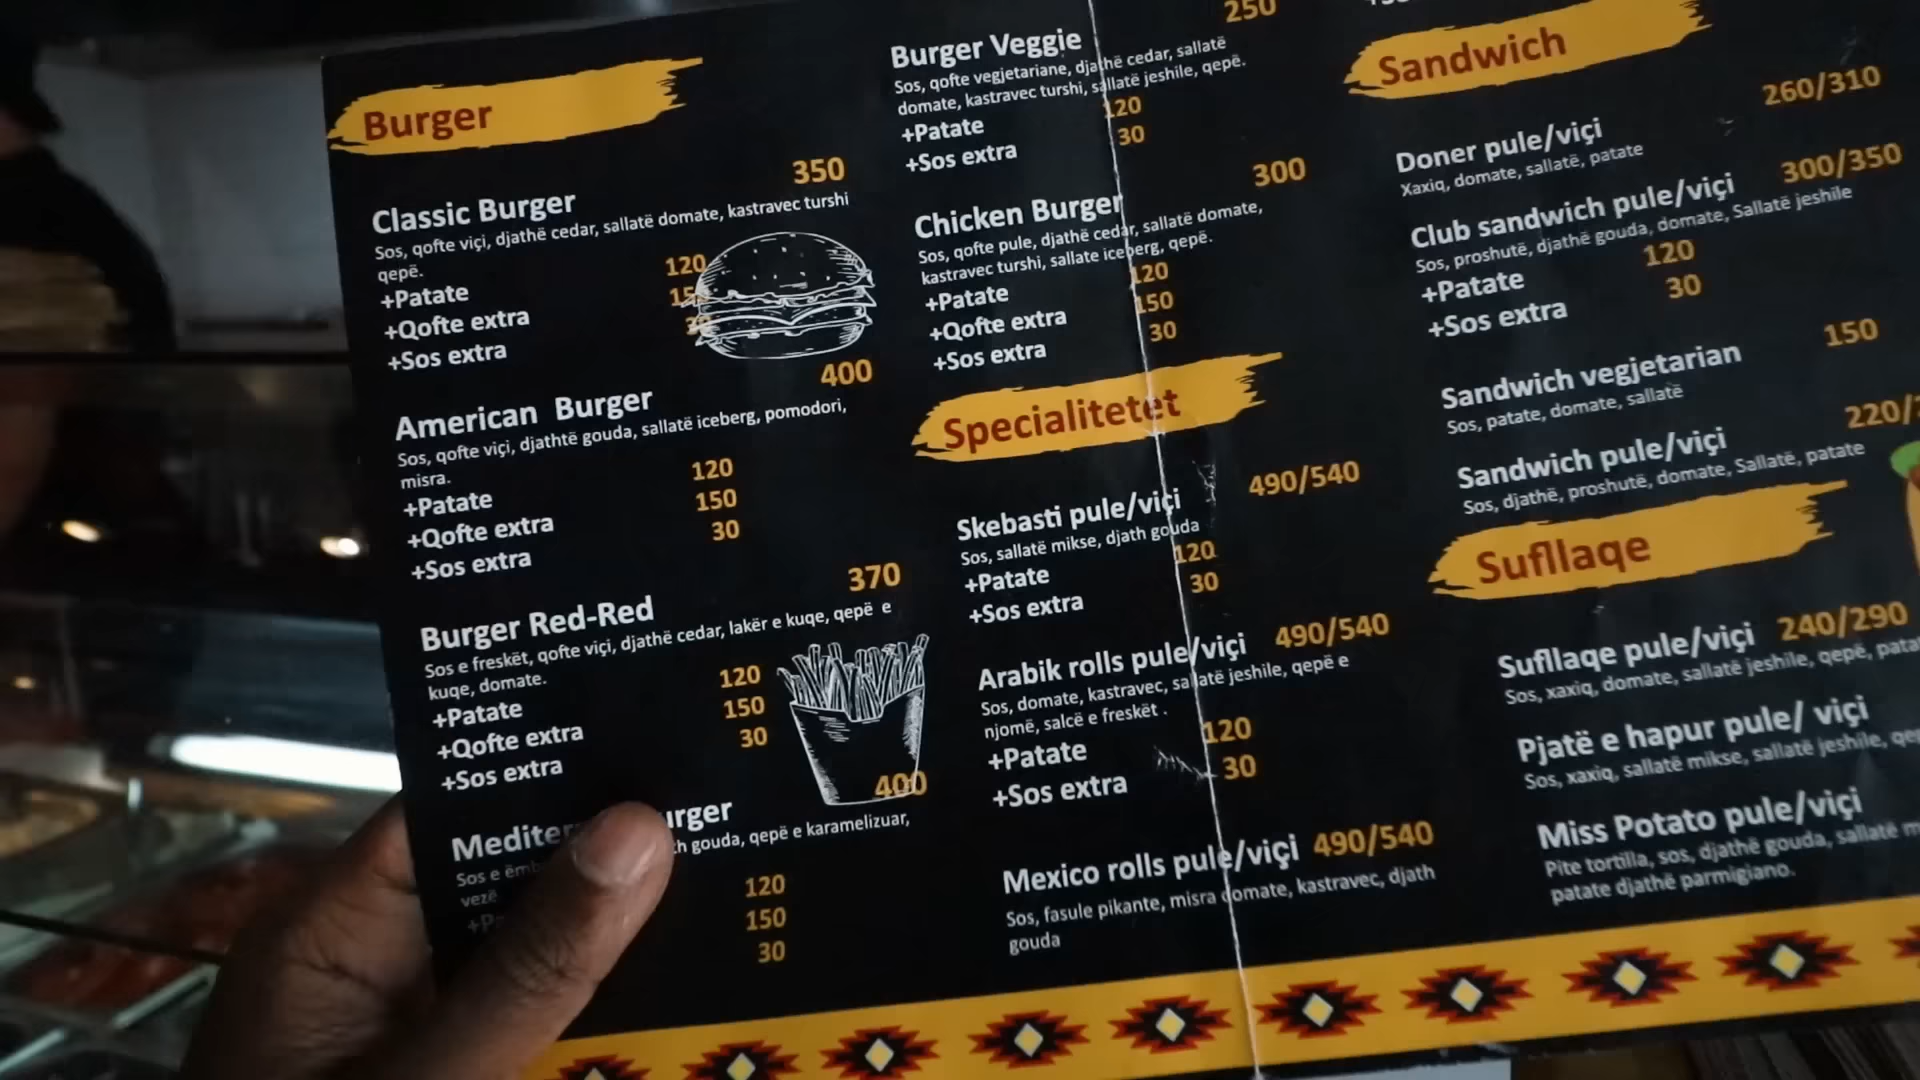 Burger
350
Classic Burger
Sos, qofte viçi, djathë cedar, sallatë domate, kastravec turshi
qepë.
+Patate 120
+Qofte extra
+Sos extra
400
American Burger
Sos, qofte viçi, djathtë gouda, sallatë iceberg, pomodori,
misra.
+Patate 120
+Qofte extra 150
+Sos extra 30
370
Burger Red-Red
Sos e freskët, qofte viçi, djathë cedar, lakër e kuqe, qepë e
kuqe, domate.
+Patate 120
+Qofte extra 150
+Sos extra 30
400
gouda, qepë e karamelizuar,
vezë
120
150
30
250
Burger Veggie
Sos, qofte vegjetariane, djathë cedar, sallatë
domate, kastravec turshi, sallatë jeshile, qepë.
+Patate 120
+Sos extra 30
300
Chicken Burger
Sos, qofte pule, djathë cedar, sallatë domate,
kastravec turshi, sallate iceberg, qepë.
+Patate 120
+Qofte extra 150
+Sos extra 30
Specialitetet
490/540
Skebasti pule/viçi
Sos, sallatë mikse, djath gouda
+Patate 120
+Sos extra 30
Arabik rolls pule/viçi 490/540
Sos, domate, kastravec, sallatë jeshile, qepë e
njomë, salcë e freskët .
+Patate 120
+Sos extra 30
Mexico rolls pule/viçi 490/540
Sos, fasule pikante, misra domate, kastravec, djath
gouda
Sandwich
260/310
Doner pule/viçi
Xaxiq, domate, sallatë, patate
300/350
Club sandwich pule/viçi
Sos, proshutë, djathë gouda, domate, Sallatë jeshile
+Patate 120
+Sos extra 30
150
Sandwich vegjetarian
Sos, patate, domate, sallatë
Sandwich pule/viçi
Sos, djathë, proshutë, domate, Sallatë, patate
Sufllaqe
Sufllaqe pule/viçi 240/290
Sos, xaxiq, domate, sallatë jeshile, qepë,
Pjatë e hapur pule/ viçi
Sos, xaxiq, sallatë mikse, sallatë jeshile,
Miss Potato pule/viçi
Pite tortilla, sos, djathë gouda, sallatë
patate djathë parmigiano.